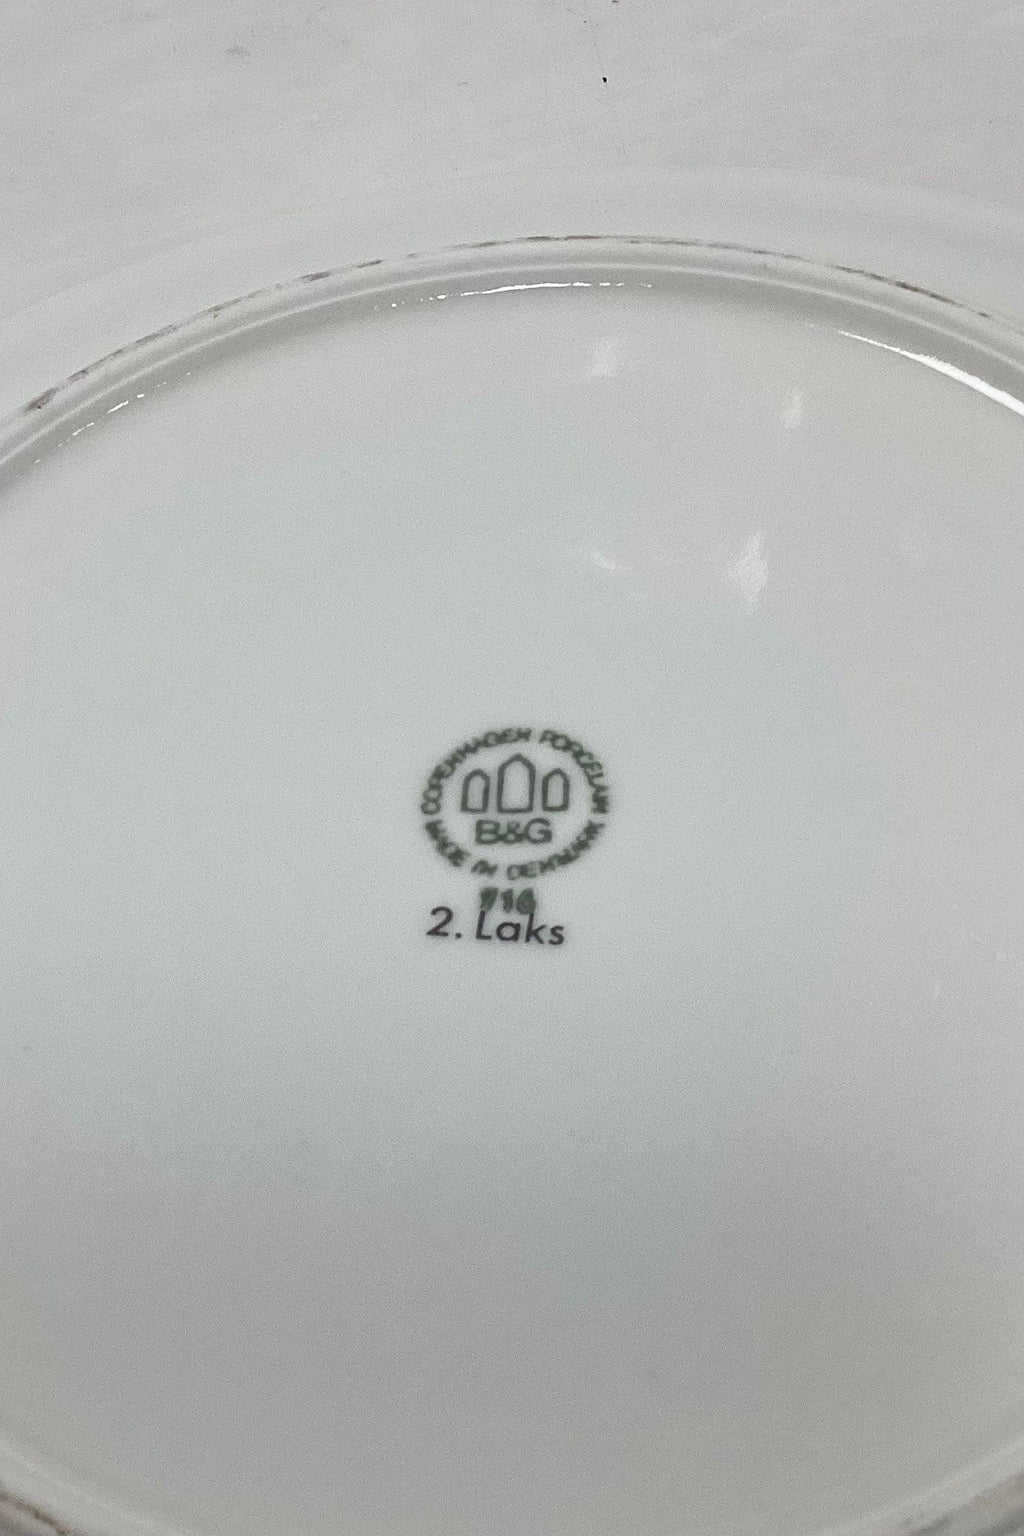 COPENHAGEN PORCELAIN
B&G
MADE IN DENMARK
716
2. Laks